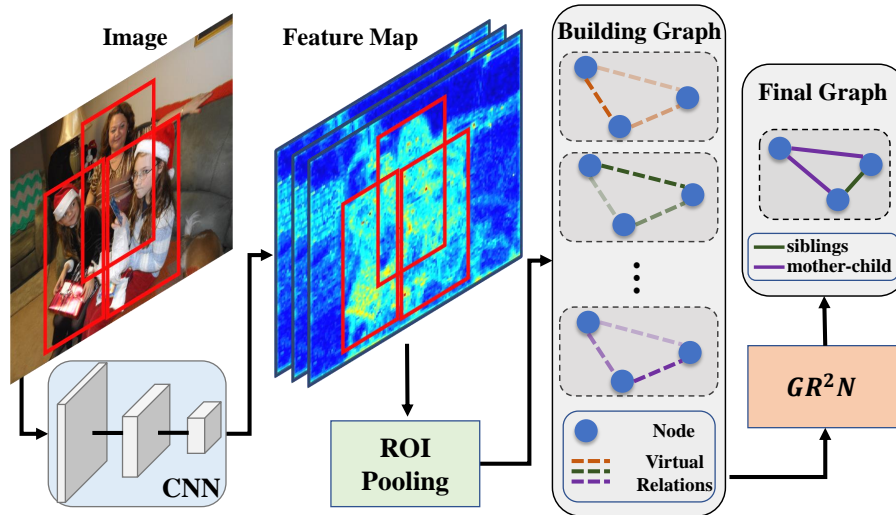 Image
Feature Map
Building Graph
Final Graph
siblings
mother-child
CNN
ROI
Pooling
Node
Virtual
Relations
GR²N